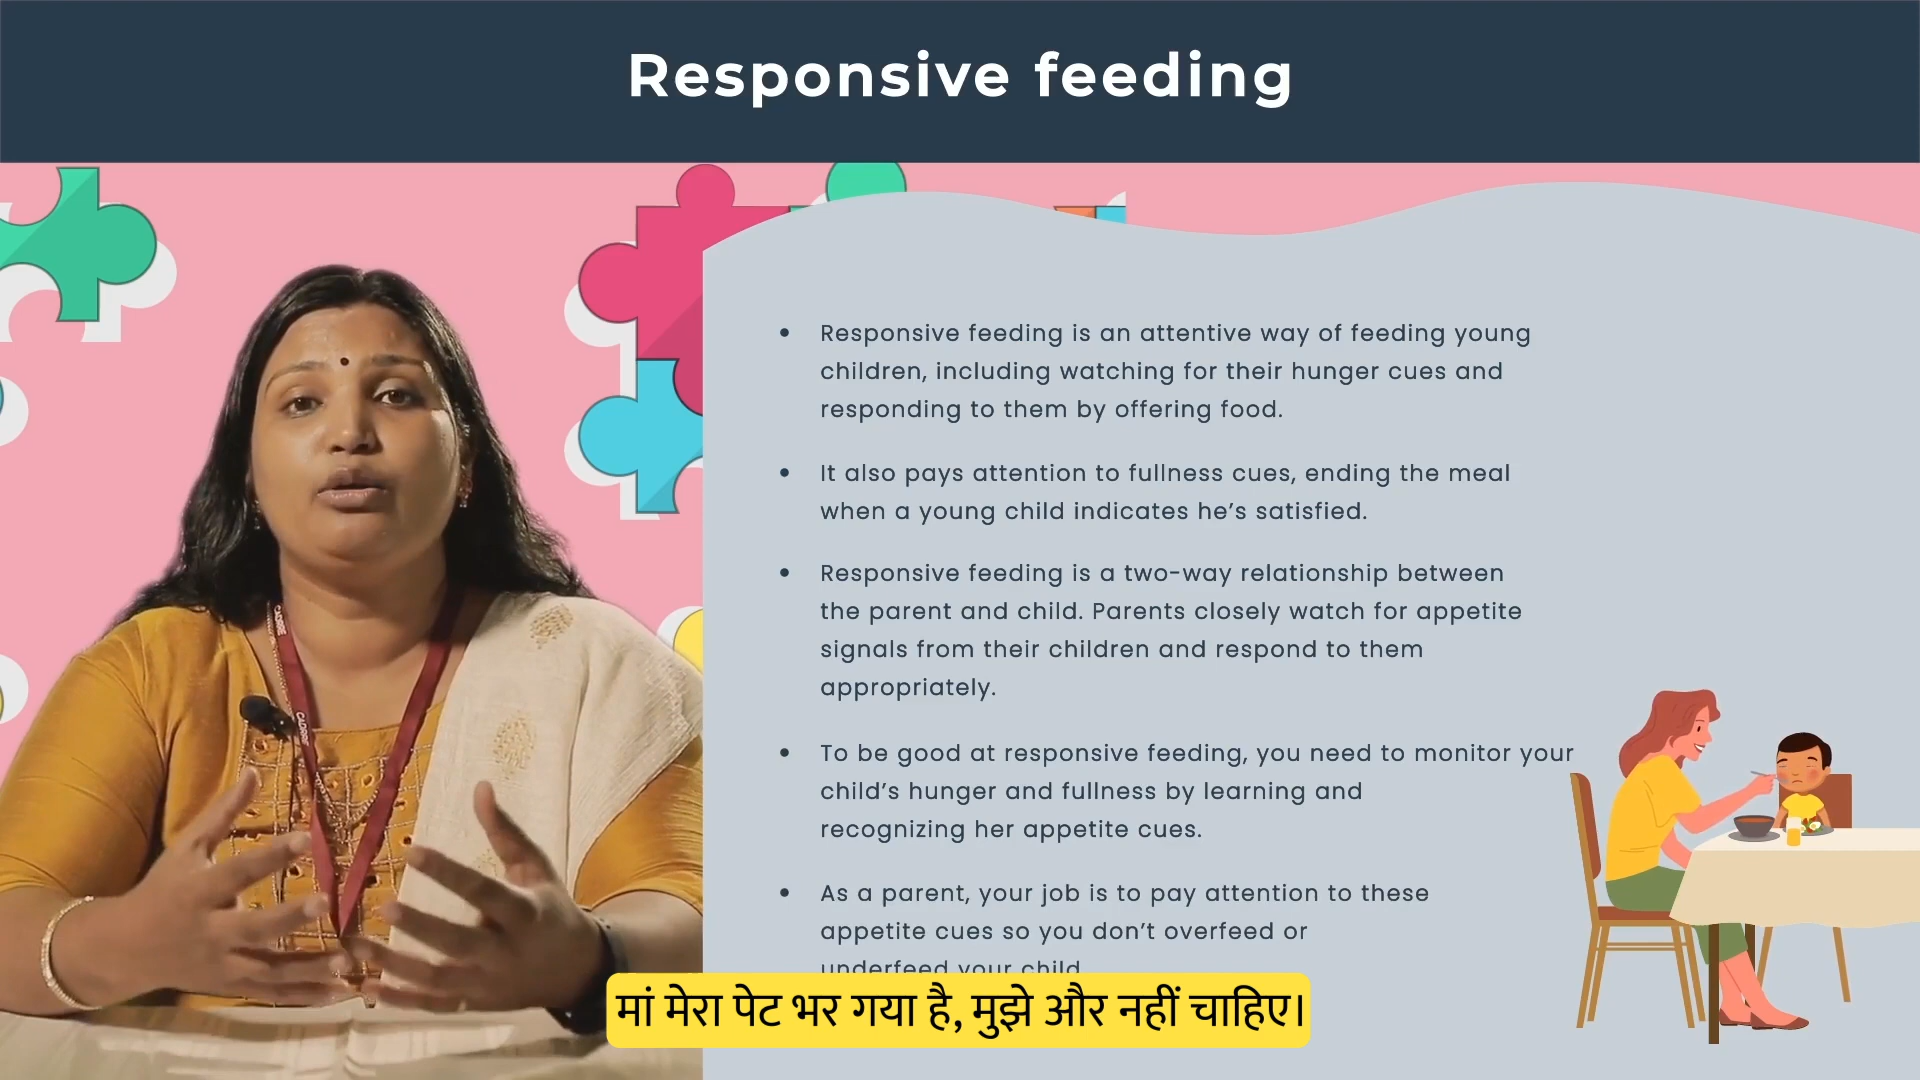 Responsive feeding
• Responsive feeding is an attentive way of feeding young
children, including watching for their hunger cues and
responding to them by offering food.
• It also pays attention to fullness cues, ending the meal
when a young child indicates he’s satisfied.
• Responsive feeding is a two-way relationship between
the parent and child. Parents closely watch for appetite
signals from their children and respond to them
appropriately.
• To be good at responsive feeding, you need to monitor your
child’s hunger and fullness by learning and
recognizing her appetite cues.
• As a parent, your job is to pay attention to these
appetite cues so you don’t overfeed or
underfeed your child
मां मेरा पेट भर गया है, मुझे और नहीं चाहिए।
CADRRE
CADRRE